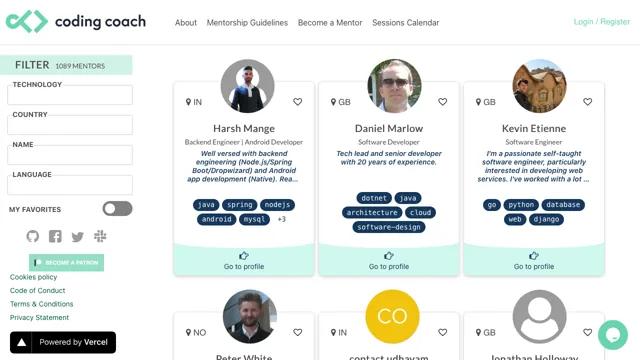 coding coach
About
Mentorship Guidelines
Become a Mentor
Sessions Calendar
Login / Register
FILTER
1089 MENTORS
TECHNOLOGY
COUNTRY
NAME
LANGUAGE
MY FAVORITES
BECOME A PATRON
Cookies policy
Code of Conduct
Terms & Conditions
Privacy Statement
Powered by Vercel
IN
Harsh Mange
Backend Engineer | Android Developer
Well versed with backend
engineering (Node.js/Spring
Boot/Dropwizard) and Android
app development (Native). Rea...
java
spring
nodejs
android
mysql
+3
Go to profile
GB
Daniel Marlow
Software Developer
Tech lead and senior developer
with 20 years of experience.
dotnet
java
architecture
cloud
software-design
Go to profile
GB
Kevin Etienne
Software Engineer
I'm a passionate self-taught
software engineer, particularly
interested in developing web
services. I've worked with a lot ...
go
python
database
web
django
Go to profile
NO
Peter White
CO
IN
contact.udhayam
GB
Jonathan Holloway